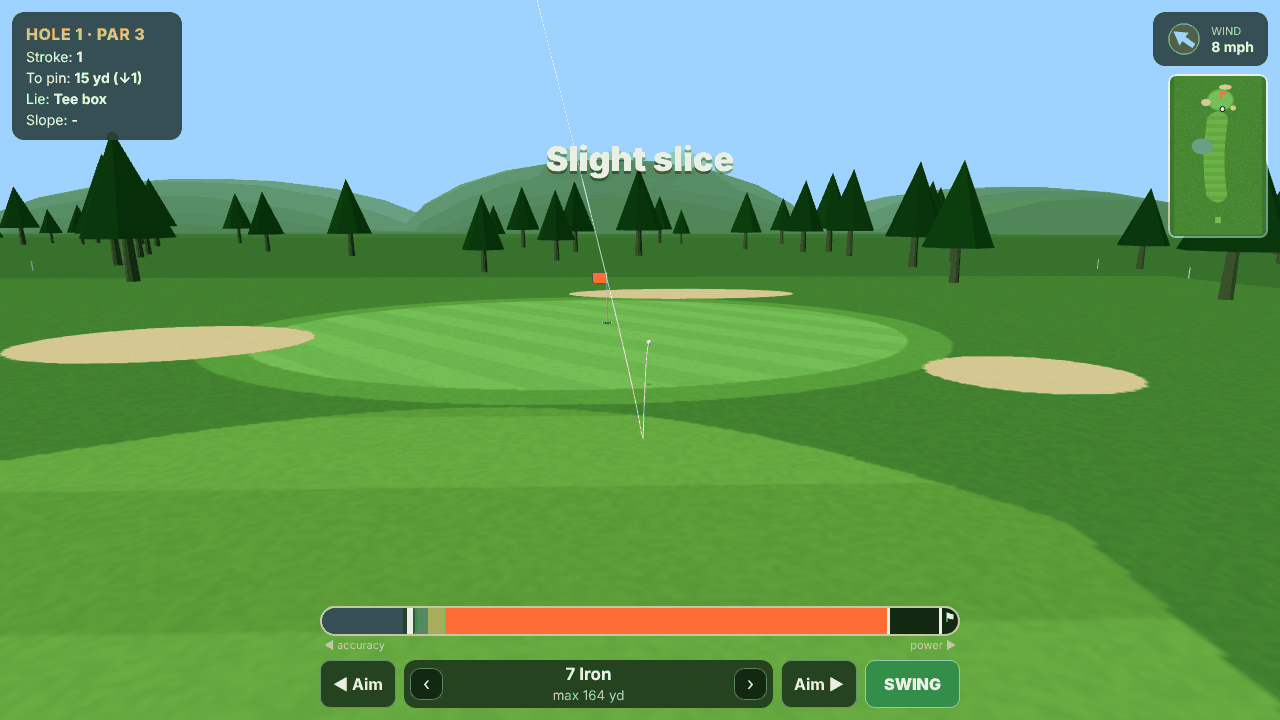 HOLE 1 · PAR 3
Stroke: 1
To pin: 15 yd (↓1)
Lie: Tee box
Slope: -
WIND
8 mph
Slight slice
◀ accuracy
power ▶
◀ Aim
‹
7 Iron
max 164 yd
›
Aim ▶
SWING